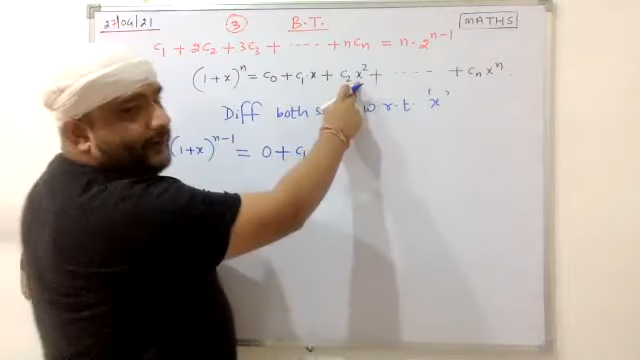 27/04/21 3 B.T. MATHS
C₁ + 2C₂ + 3C₃ + ---- + nCₙ = n·2ⁿ⁻¹
(1+x)ⁿ = C₀ + C₁·x + C₂x² + ---- + Cₙxⁿ
Diff both w.r.t. 'x'
(1+x)ⁿ⁻¹ = 0 + C₁